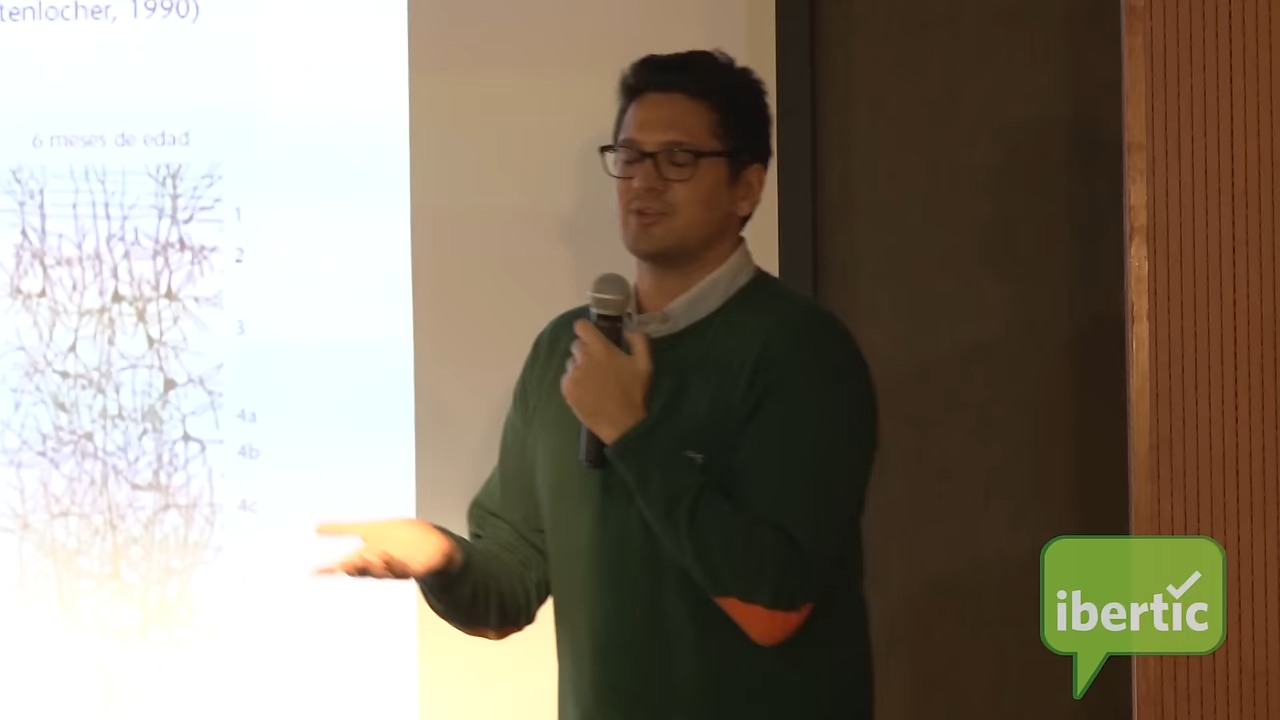 tenlocher, 1990)
6 meses de edad
1
2
3
4a
4b
4c
ibertic